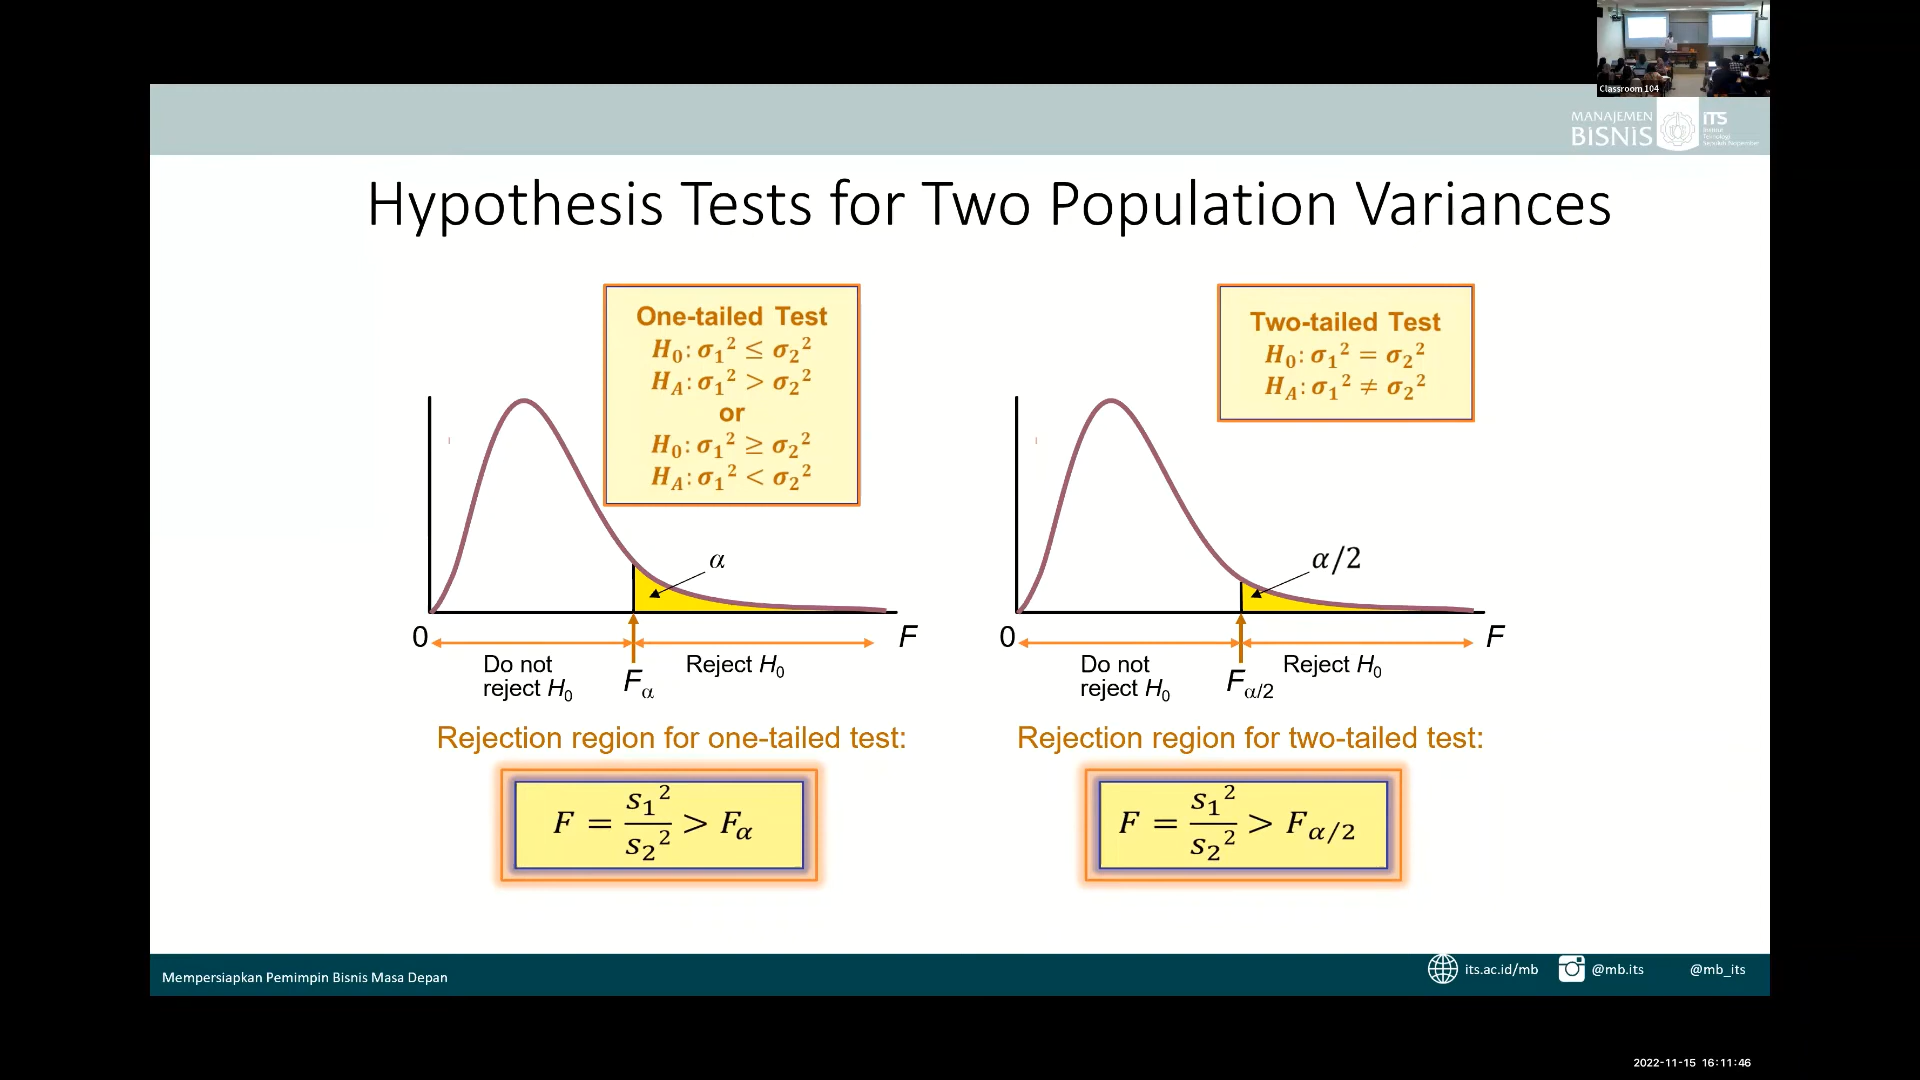 Classroom 104
MANAJEMEN
BISNIS
ITS
Institut
Teknologi
Sepuluh Nopember
Hypothesis Tests for Two Population Variances
One-tailed Test
H₀: σ₁² ≤ σ₂²
H_A: σ₁² > σ₂²
or
H₀: σ₁² ≥ σ₂²
H_A: σ₁² < σ₂²
α
0
F
Do not
reject H₀
F_α
Reject H₀
Rejection region for one-tailed test:
F = s₁²/s₂² > F_α
Two-tailed Test
H₀: σ₁² = σ₂²
H_A: σ₁² ≠ σ₂²
α/2
0
F
Do not
reject H₀
F_α/2
Reject H₀
Rejection region for two-tailed test:
F = s₁²/s₂² > F_α/2
Mempersiapkan Pemimpin Bisnis Masa Depan
its.ac.id/mb
@mb.its
@mb_its
2022-11-15 16:11:46